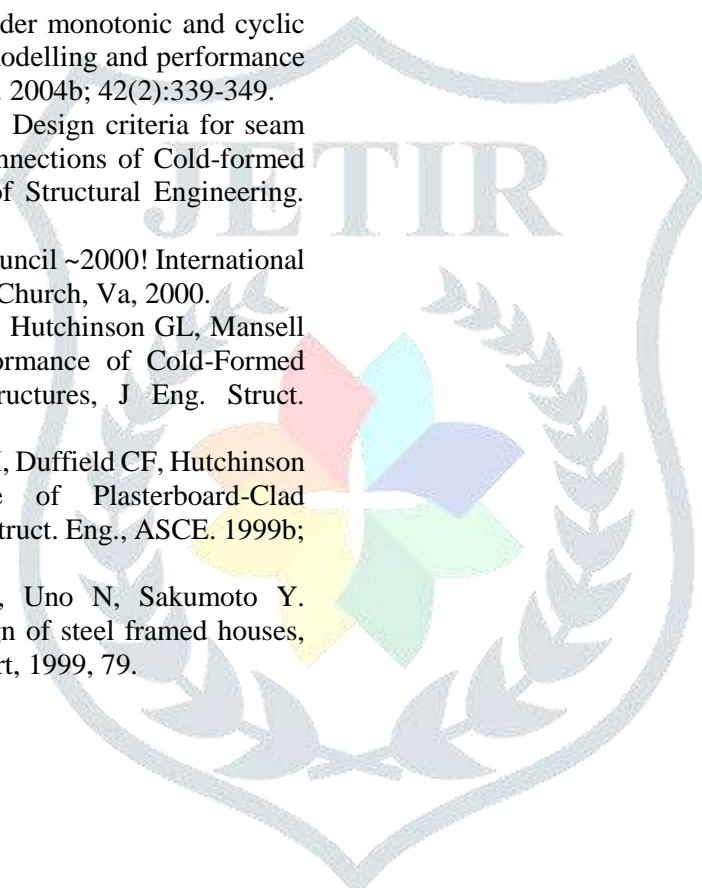 der monotonic and cyclic
odelling and performance
. 2004b; 42(2):339-349.
Design criteria for seam
nnections of Cold-formed
of Structural Engineering.
uncil ~2000! International
Church, Va, 2000.
Hutchinson GL, Mansell
ormance of Cold-Formed
ructures, J Eng. Struct.
, Duffield CF, Hutchinson
e of Plasterboard-Clad
truct. Eng., ASCE. 1999b;
, Uno N, Sakumoto Y.
gn of steel framed houses,
rt, 1999, 79.
JETIR